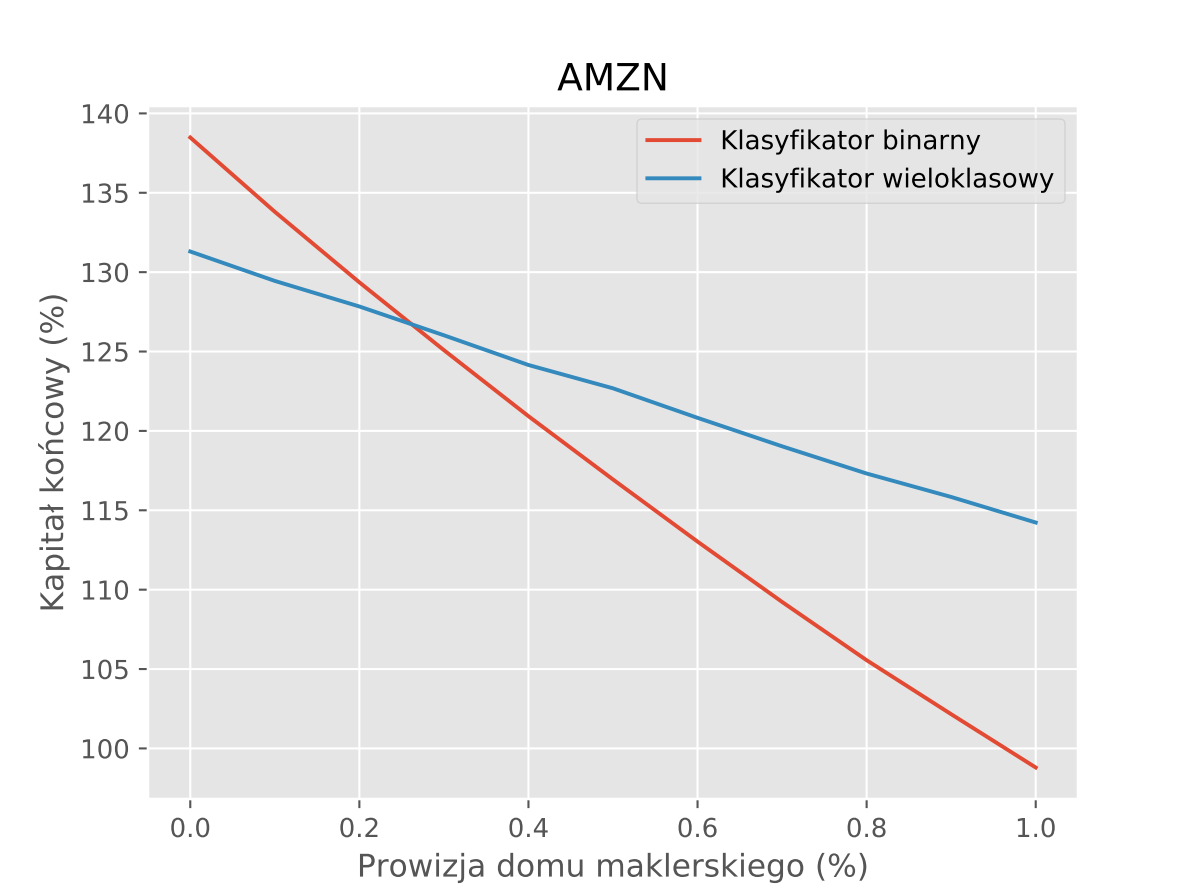 AMZN
Klasyfikator binarny
Klasyfikator wieloklasowy
Kapitał końcowy (%)
140
135
130
125
120
115
110
105
100
0.0 0.2 0.4 0.6 0.8 1.0
Prowizja domu maklerskiego (%)